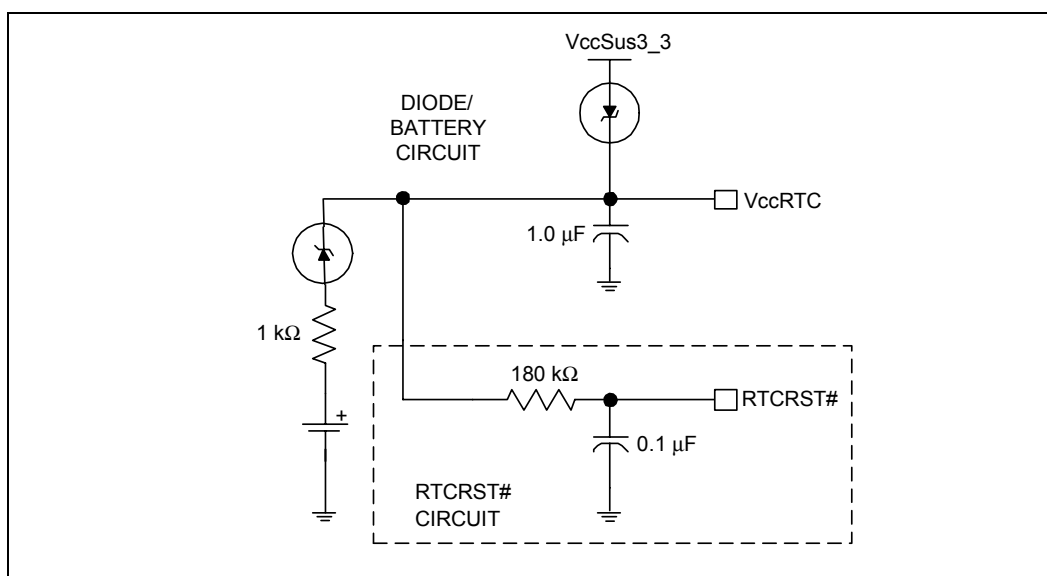 VccSus3_3
DIODE/
BATTERY
CIRCUIT
VccRTC
1.0 µF
1 kΩ
+
180 kΩ
RTCRST#
0.1 µF
RTCRST#
CIRCUIT